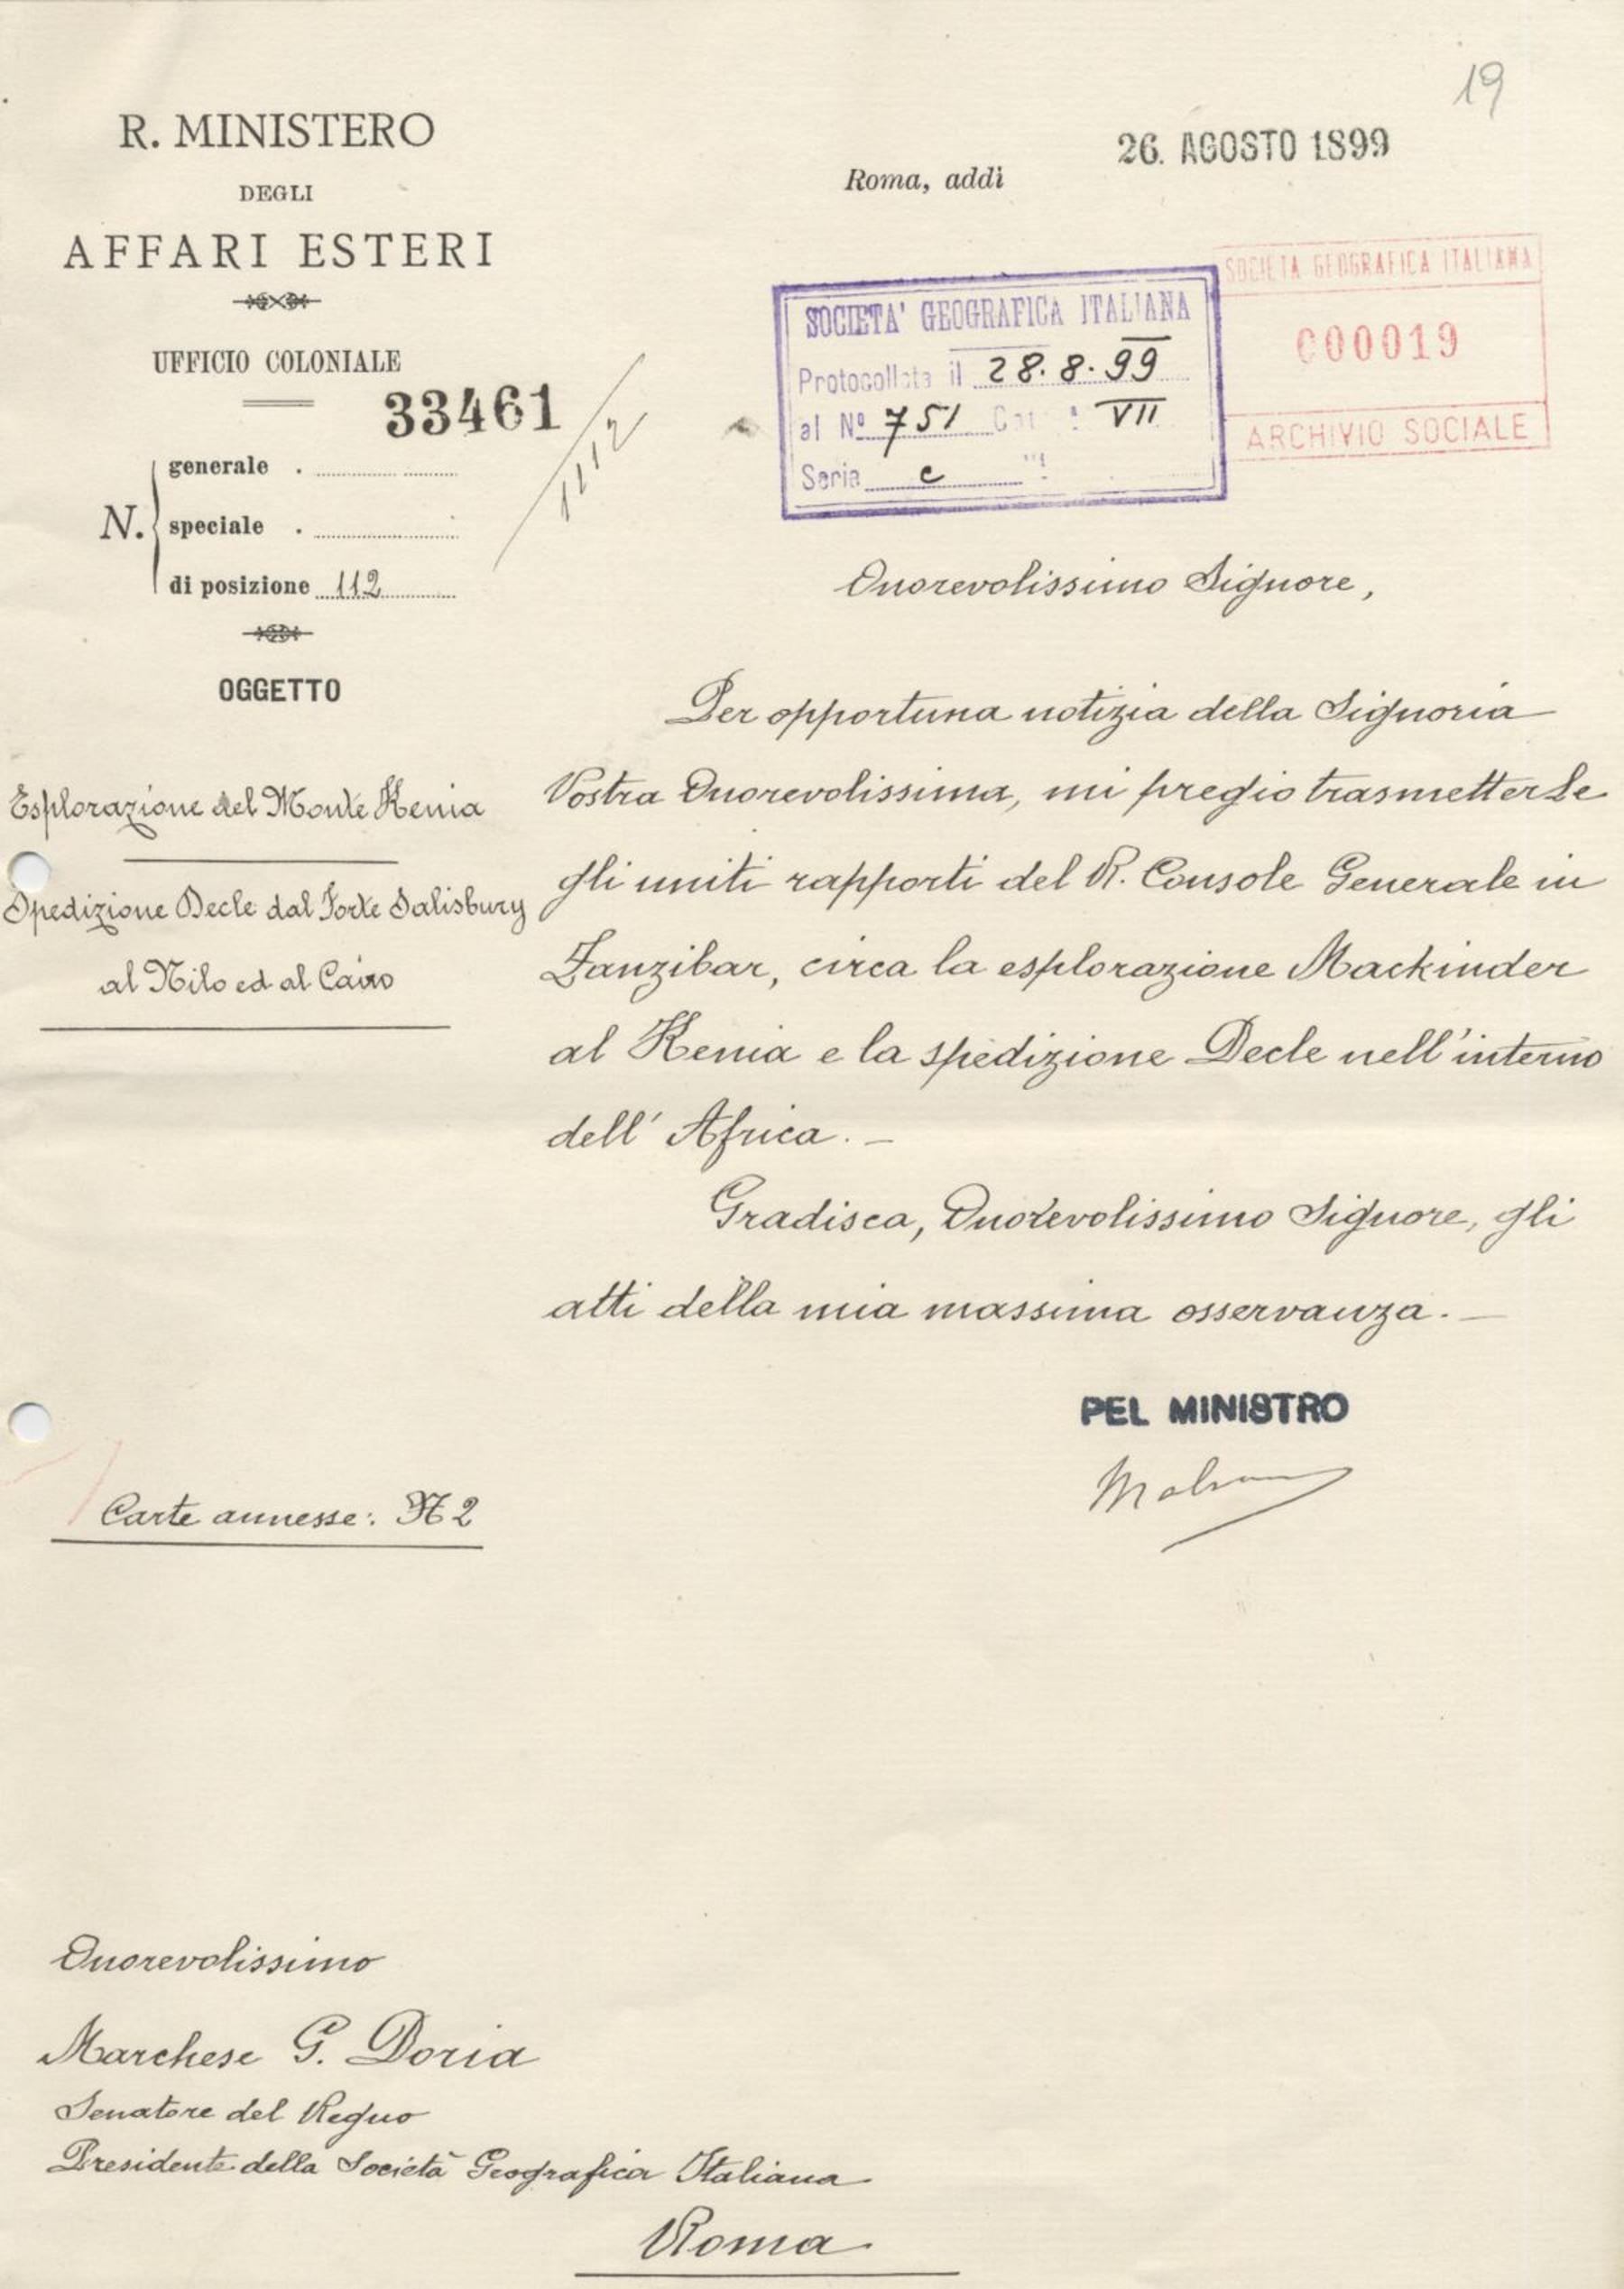 19
R. MINISTERO
DEGLI
AFFARI ESTERI
UFFICIO COLONIALE
33461
112
N.
generale .
speciale .
di posizione 112
OGGETTO
Esplorazione del Monte Kenia
Spedizione Decle dal Forte Salisbury
al Nilo ed al Cairo
Roma, addì 26. AGOSTO 1899
SOCIETA' GEOGRAFICA ITALIANA
Protocollata il 28.8.99
al Nº 751 Cat VII
Seria c
SOCIETA GEOGRAFICA ITALIANA
000019
ARCHIVIO SOCIALE
Onorevolissimo Signore,
Per opportuna notizia della Signoria
Vostra Onorevolissima, mi pregio trasmetterLe
gli uniti rapporti del R. Console Generale in
Zanzibar, circa la esplorazione Mackinder
al Kenia e la spedizione Decle nell'interno
dell'Africa. –
Gradisca, Onorevolissimo Signore, gli
atti della mia massima osservanza. –
PEL MINISTRO
Carte annesse: N 2
Onorevolissimo
Marchese G. Doria
Senatore del Regno
Presidente della Società Geografica Italiana
Roma